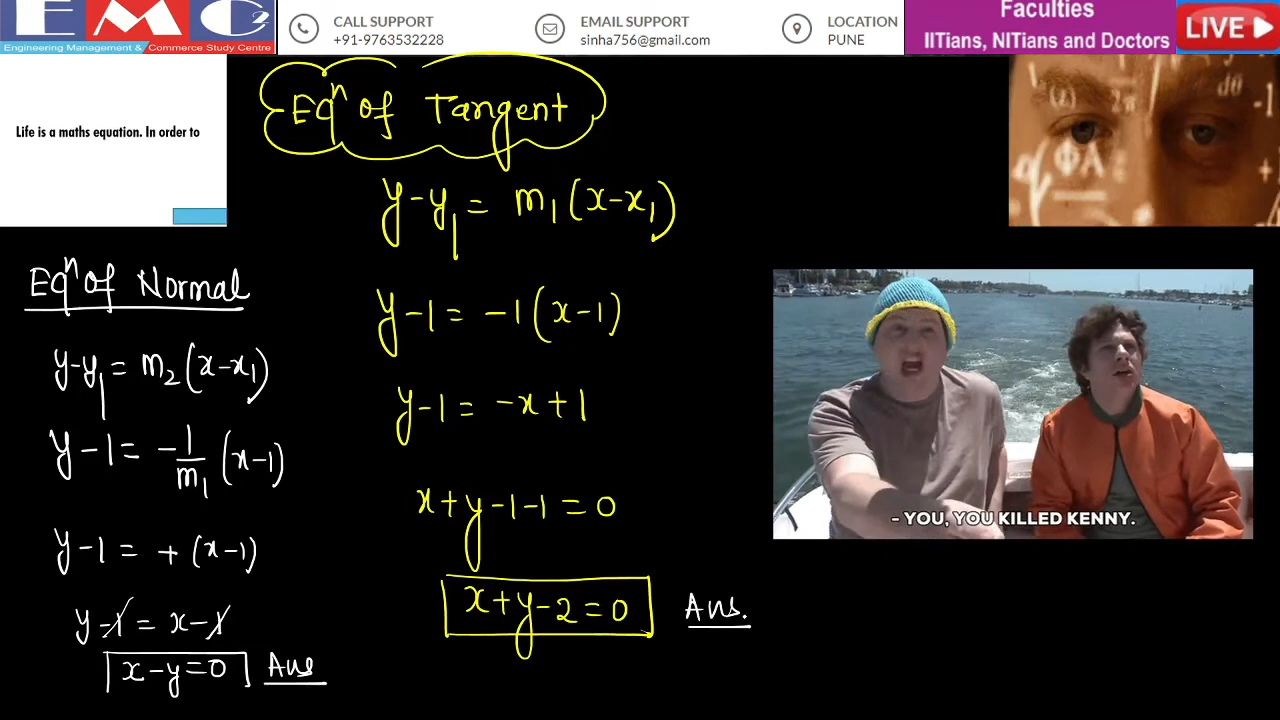 EMC2
Engineering Management & Commerce Study Centre
CALL SUPPORT
+91-9763532228
EMAIL SUPPORT
sinha756@gmail.com
LOCATION
PUNE
Faculties
IITians, NITians and Doctors
LIVE
Life is a maths equation. In order to
Eqⁿ of Tangent
y-y₁ = m₁(x-x₁)
y-1 = -1(x-1)
y-1 = -x+1
x+y-1-1=0
x+y-2=0 Ans.
Eqⁿ of Normal
y-y₁ = m₂(x-x₁)
y-1 = -1/m₁ (x-1)
y-1 = +(x-1)
y-1 = x-1
x-y=0 Ans
dθ
-1
ΦΛ
- YOU, YOU KILLED KENNY.